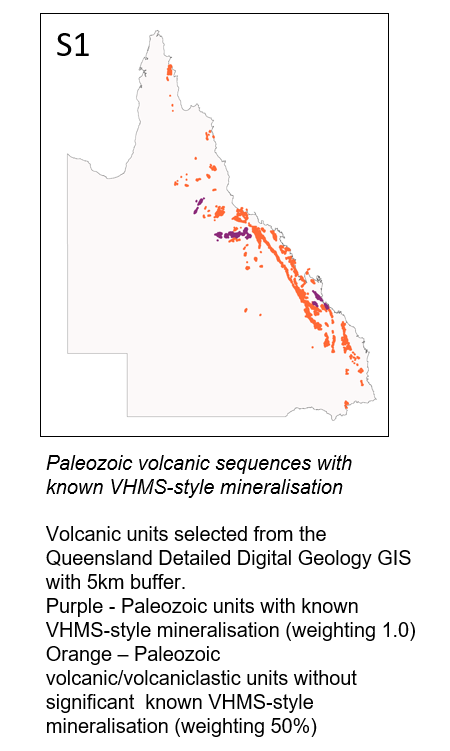 S1
Paleozoic volcanic sequences with
known VHMS-style mineralisation
Volcanic units selected from the
Queensland Detailed Digital Geology GIS
with 5km buffer.
Purple - Paleozoic units with known
VHMS-style mineralisation (weighting 1.0)
Orange – Paleozoic
volcanic/volcaniclastic units without
significant  known VHMS-style
mineralisation (weighting 50%)